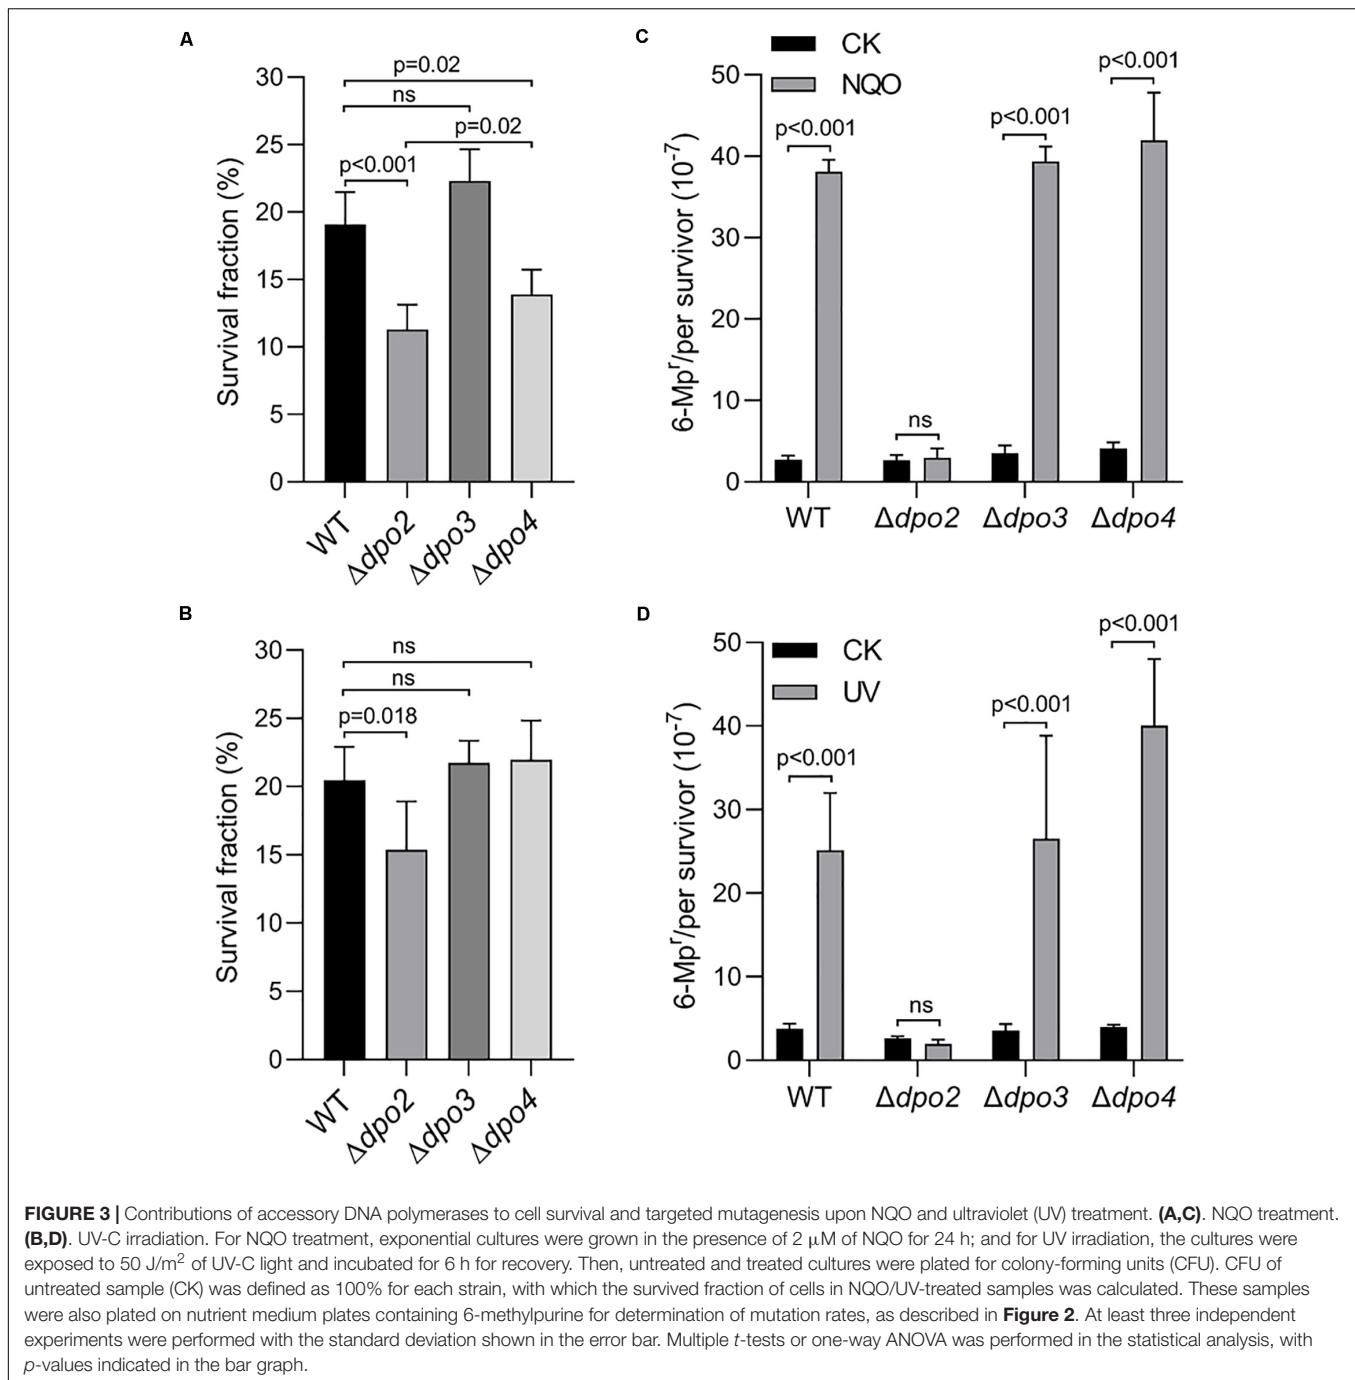 A
p=0.02
ns
p=0.02
p<0.001
Survival fraction (%)
30
25
20
15
10
5
0
WT
Δdpo2
Δdpo3
Δdpo4
C
CK
NQO
p<0.001
p<0.001
p<0.001
ns
6-Mpʳ/per survivor (10⁻⁷)
50
40
30
20
10
0
WT
Δdpo2
Δdpo3
Δdpo4
B
ns
ns
p=0.018
Survival fraction (%)
30
25
20
15
10
5
0
WT
Δdpo2
Δdpo3
Δdpo4
D
CK
UV
p<0.001
p<0.001
p<0.001
ns
6-Mpʳ/per survivor (10⁻⁷)
50
40
30
20
10
0
WT
Δdpo2
Δdpo3
Δdpo4
FIGURE 3 | Contributions of accessory DNA polymerases to cell survival and targeted mutagenesis upon NQO and ultraviolet (UV) treatment. (A,C). NQO treatment.
(B,D). UV-C irradiation. For NQO treatment, exponential cultures were grown in the presence of 2 μM of NQO for 24 h; and for UV irradiation, the cultures were
exposed to 50 J/m² of UV-C light and incubated for 6 h for recovery. Then, untreated and treated cultures were plated for colony-forming units (CFU). CFU of
untreated sample (CK) was defined as 100% for each strain, with which the survived fraction of cells in NQO/UV-treated samples was calculated. These samples
were also plated on nutrient medium plates containing 6-methylpurine for determination of mutation rates, as described in Figure 2. At least three independent
experiments were performed with the standard deviation shown in the error bar. Multiple t-tests or one-way ANOVA was performed in the statistical analysis, with
p-values indicated in the bar graph.